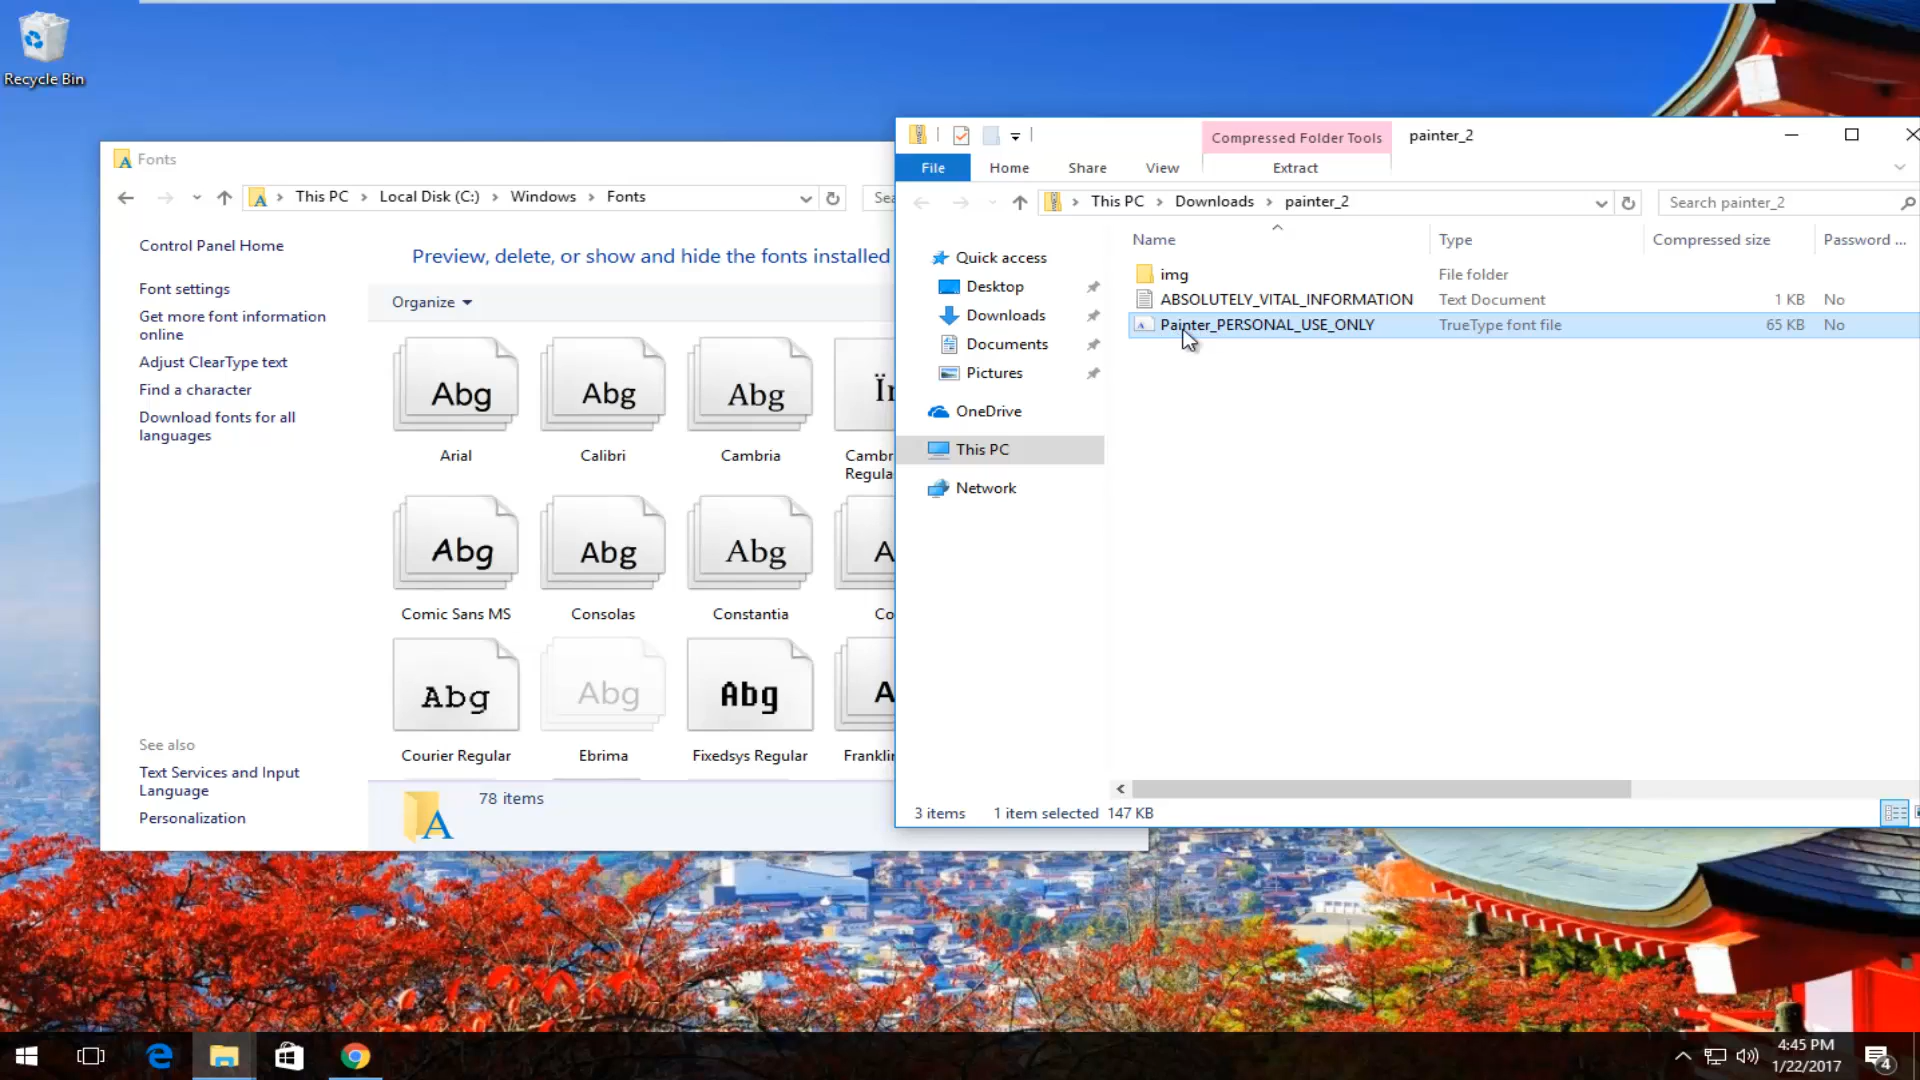 Recycle Bin
Fonts
This PC
Local Disk (C:)
Windows
Fonts
Sea
Control Panel Home
Font settings
Get more font information
online
Adjust ClearType text
Find a character
Download fonts for all
languages
See also
Text Services and Input
Language
Personalization
Preview, delete, or show and hide the fonts installed
Organize
Abg
Abg
Abg
Arial
Calibri
Cambria
Cambr
Regula
Abg
Abg
Abg
A
Comic Sans MS
Consolas
Constantia
Co
Abg
Abg
Abg
A
Courier Regular
Ebrima
Fixedsys Regular
Franklin
78 items
Compressed Folder Tools
painter_2
File
Home
Share
View
Extract
This PC
Downloads
painter_2
Search painter_2
Quick access
Desktop
Downloads
Documents
Pictures
OneDrive
This PC
Network
Name
Type
Compressed size
Password ...
img
File folder
ABSOLUTELY_VITAL_INFORMATION
Text Document
1 KB
No
Painter_PERSONAL_USE_ONLY
TrueType font file
65 KB
No
3 items
1 item selected
147 KB
4:45 PM
1/22/2017
4